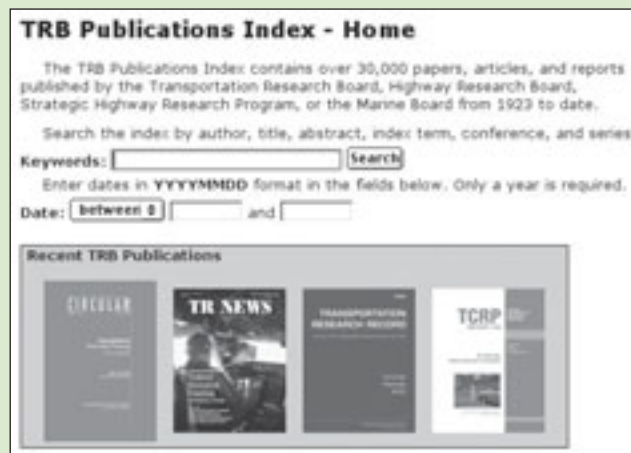 TRB Publications Index - Home
The TRB Publications Index contains over 30,000 papers, articles, and reports
published by the Transportation Research Board, Highway Research Board,
Strategic Highway Research Program, or the Marine Board from 1923 to date.
Search the index by author, title, abstract, index term, conference, and series
Keywords: Search
Enter dates in YYYYMMDD format in the fields below. Only a year is required.
Date: between and
Recent TRB Publications
CIRCULAR
TR NEWS
TRANSPORTATION
RESEARCH RECORD
TCRP